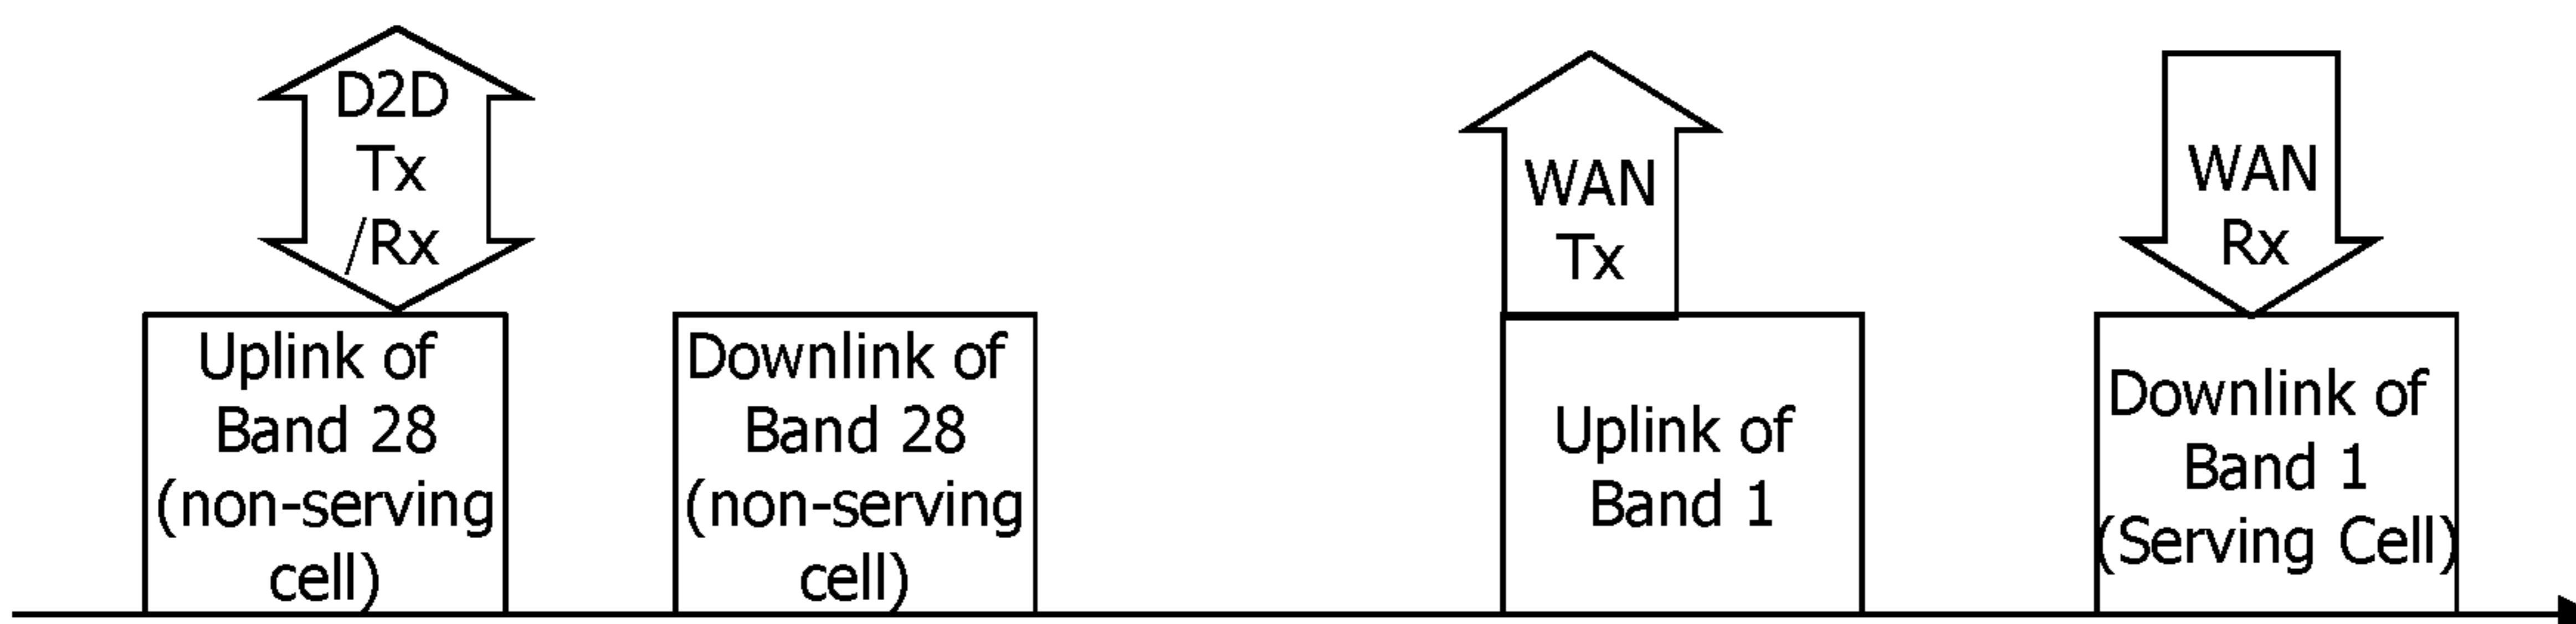 D2D
Tx
/Rx
WAN
Tx
WAN
Rx
Uplink of
Band 28
(non-serving
cell)
Downlink of
Band 28
(non-serving
cell)
Uplink of
Band 1
Downlink of
Band 1
(Serving Cell)